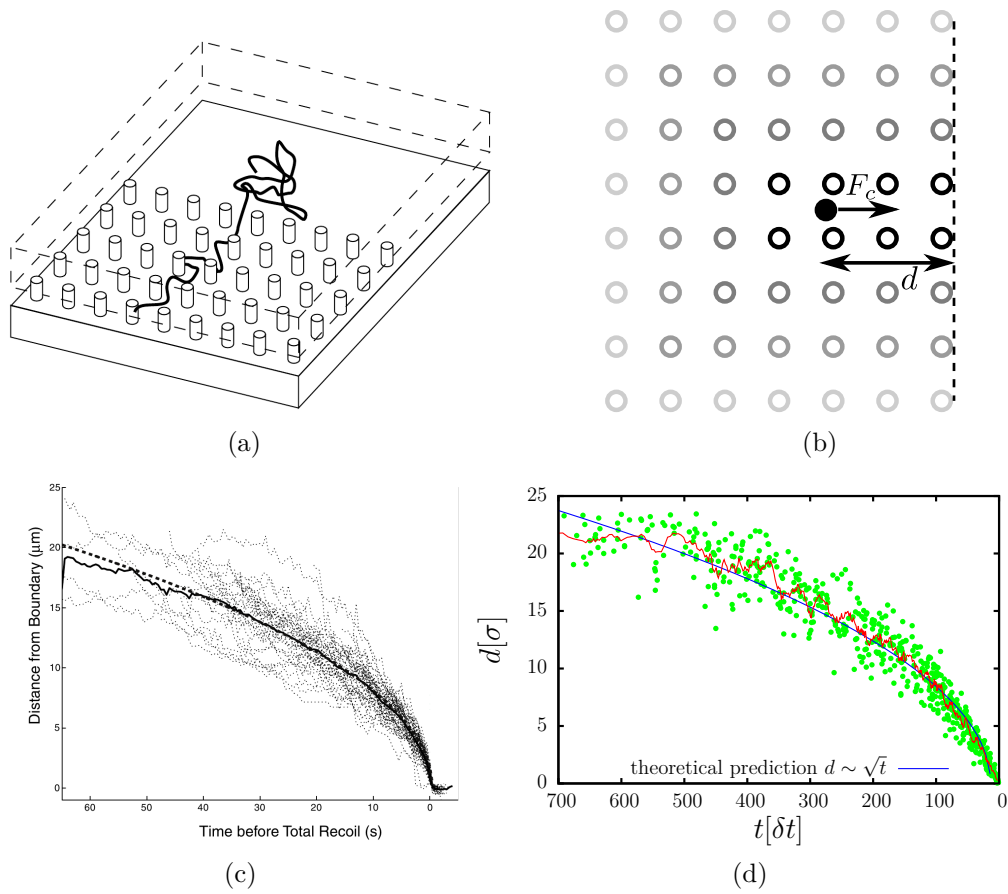 (a)
F_c
d
(b)
25
20
15
10
5
0
Distance from Boundary (μm)
60
50
40
30
20
10
0
Time before Total Recoil (s)
(c)
25
20
15
10
5
0
d[σ]
theoretical prediction d ∼ √t
700
600
500
400
300
200
100
0
t[δt]
(d)